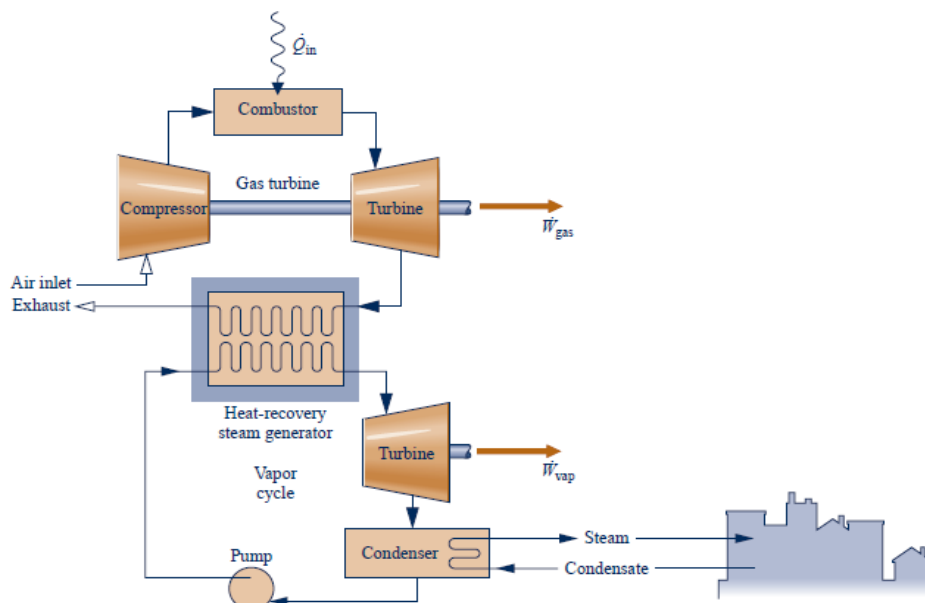 Q̇in
Combustor
Gas turbine
Compressor
Turbine
Ẇgas
Air inlet
Exhaust
Heat-recovery
steam generator
Turbine
Ẇvap
Vapor
cycle
Steam
Condenser
Condensate
Pump